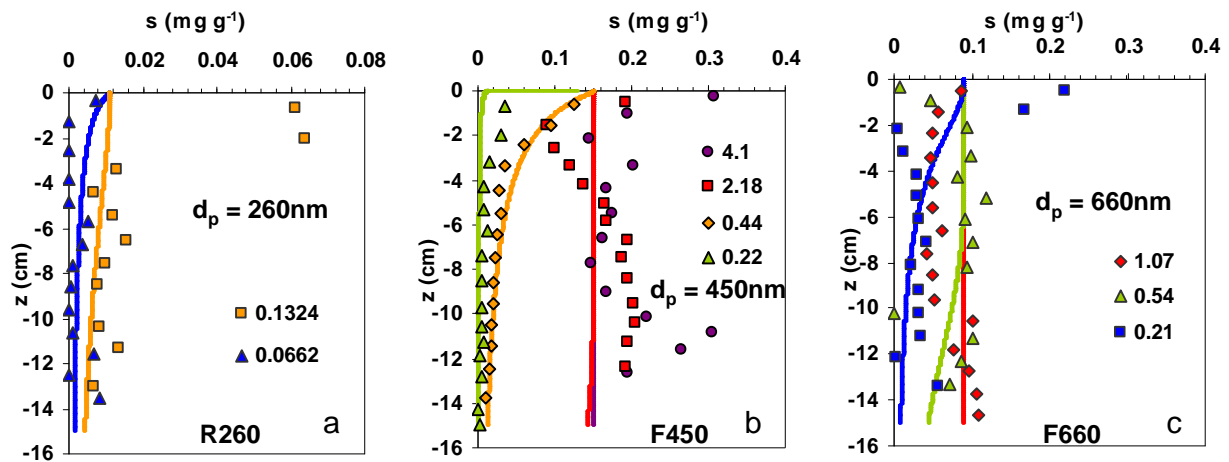 s (mg g-1)
0 0.02 0.04 0.06 0.08
0
-2
-4
-6
-8
-10
-12
-14
-16
z (cm)
dp = 260nm
0.1324
0.0662
R260
a
s (mg g-1)
0 0.1 0.2 0.3 0.4
0
-2
-4
-6
-8
-10
-12
-14
-16
z (cm)
4.1
2.18
0.44
0.22
dp = 450nm
F450
b
s (mg g-1)
0 0.1 0.2 0.3 0.4
0
-2
-4
-6
-8
-10
-12
-14
-16
z (cm)
dp = 660nm
1.07
0.54
0.21
F660
c